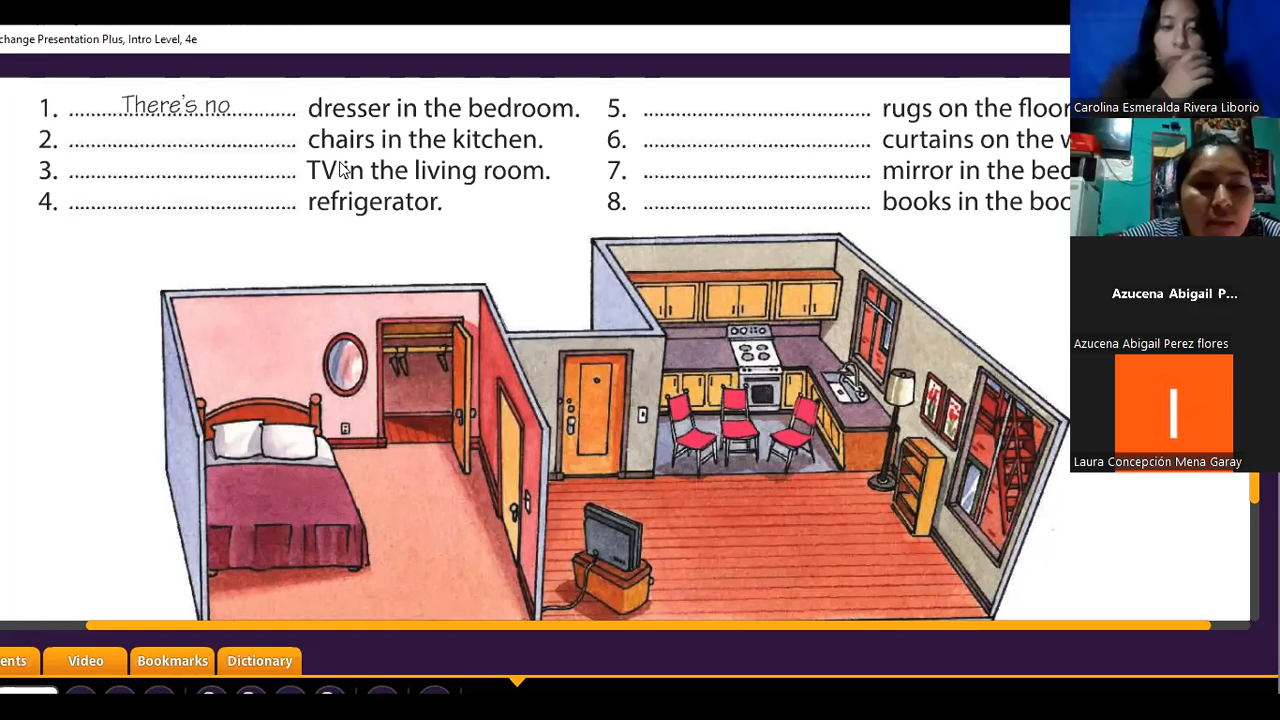 change Presentation Plus, Intro Level, 4e
1. There's no dresser in the bedroom.
2. chairs in the kitchen.
3. TV in the living room.
4. refrigerator.
5. rugs on the floor
6. curtains on the w
7. mirror in the bed
8. books in the boo
Carolina Esmeralda Rivera Liborio
Azucena Abigail P...
Azucena Abigail Perez flores
I
Laura Concepción Mena Garay
ents
Video
Bookmarks
Dictionary